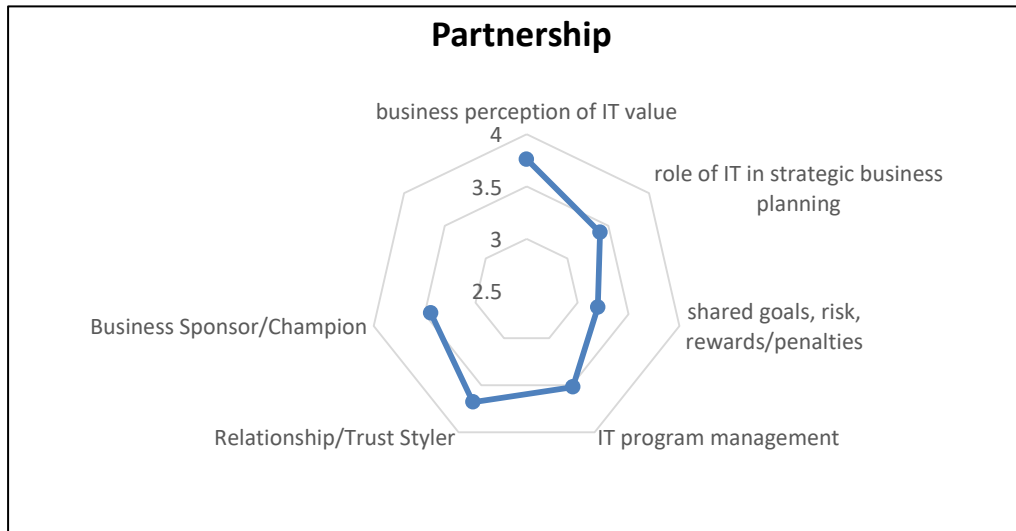 Partnership
business perception of IT value
4
role of IT in strategic business
planning
3.5
3
2.5
shared goals, risk,
rewards/penalties
Business Sponsor/Champion
Relationship/Trust Styler
IT program management